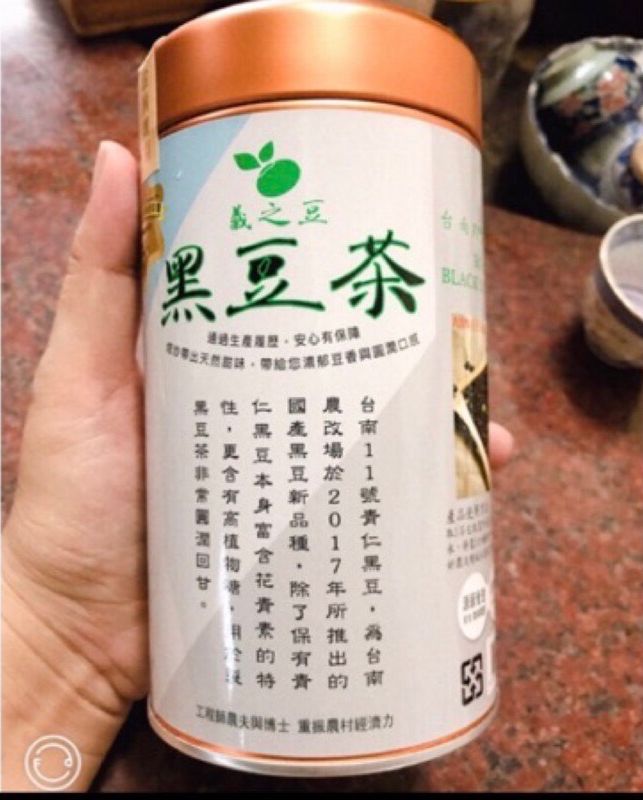 義之豆
黑豆茶
通過生產履歷，安心有保障
焙炒帶出天然甜味，帶給您濃郁豆香與圓潤口感
台南11號青仁黑豆，為台南
農改場於2017年所推出的
國產黑豆新品種，除了保有青
仁黑豆本身富含花青素的特
性，更含有高植物糖，用於
黑豆茶非常圓潤回甘。
工程師農夫與博士 重振農村經濟力
台南
BLACK